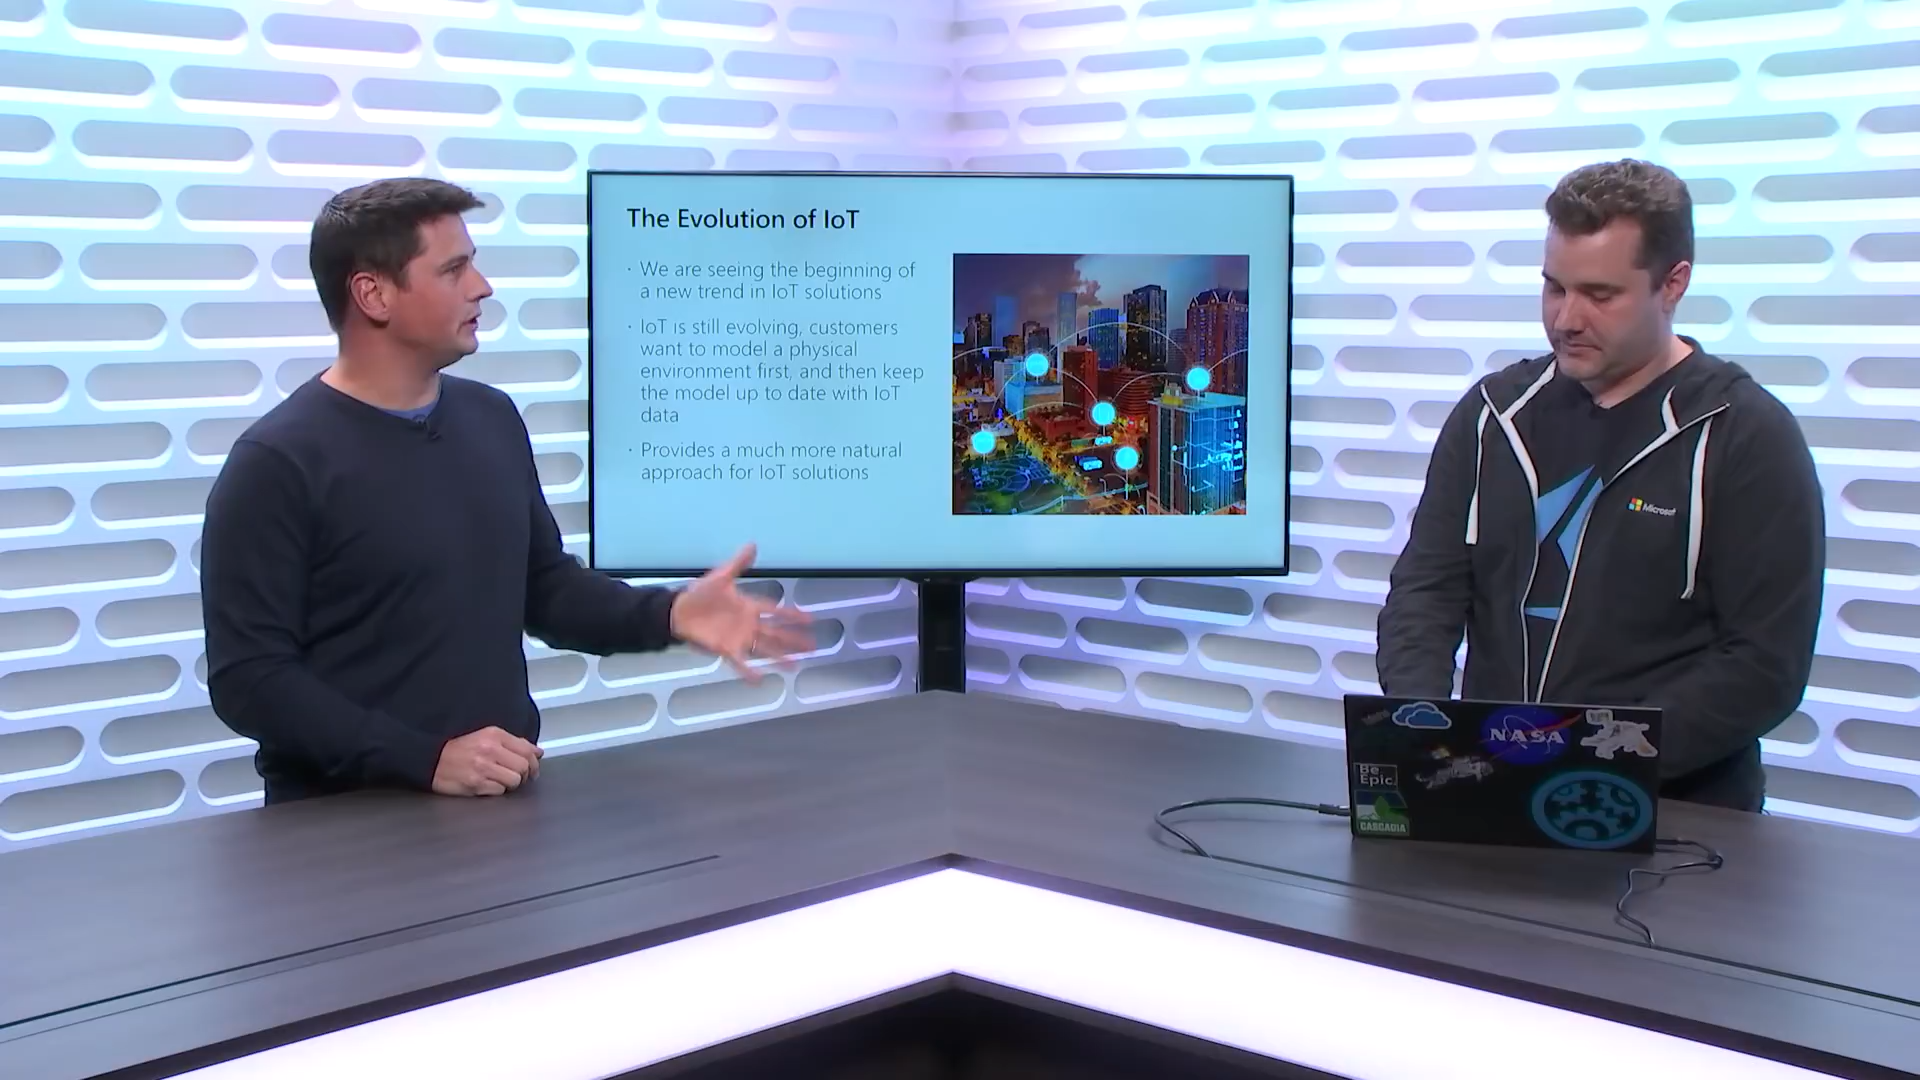 The Evolution of IoT
· We are seeing the beginning of
a new trend in IoT solutions
· IoT is still evolving, customers
want to model a physical
environment first, and then keep
the model up to date with IoT
data
· Provides a much more natural
approach for IoT solutions
Microsoft
NASA
Be
Epic.
CASCADIA